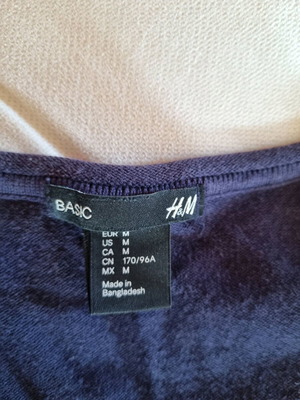 BASIC H&M
EUR M
US M
CA M
CN 170/96A
MX M
Made in
Bangladesh